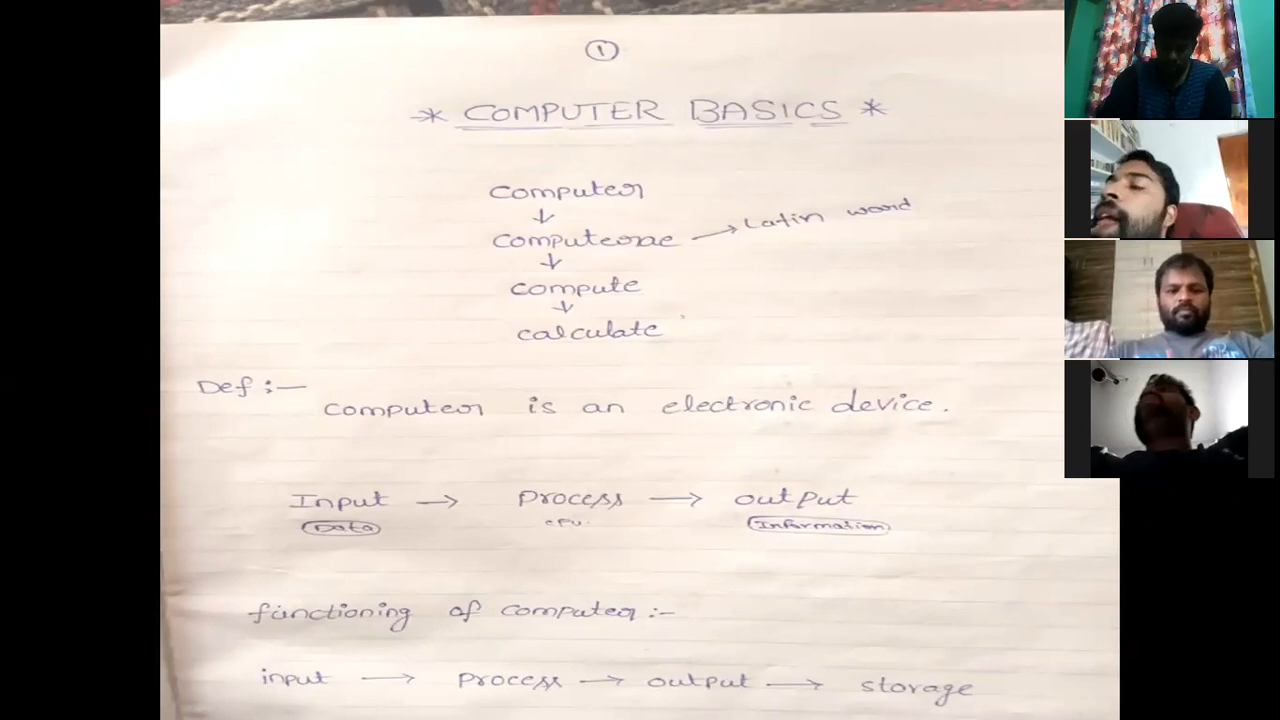 1
* COMPUTER BASICS *
Computer
↓
Computerae → Latin word
↓
compute
↓
calculate
Def :-
computer is an electronic device.
Input → process → output
Data CPU. Information
functioning of computer :-
input → process → output → storage